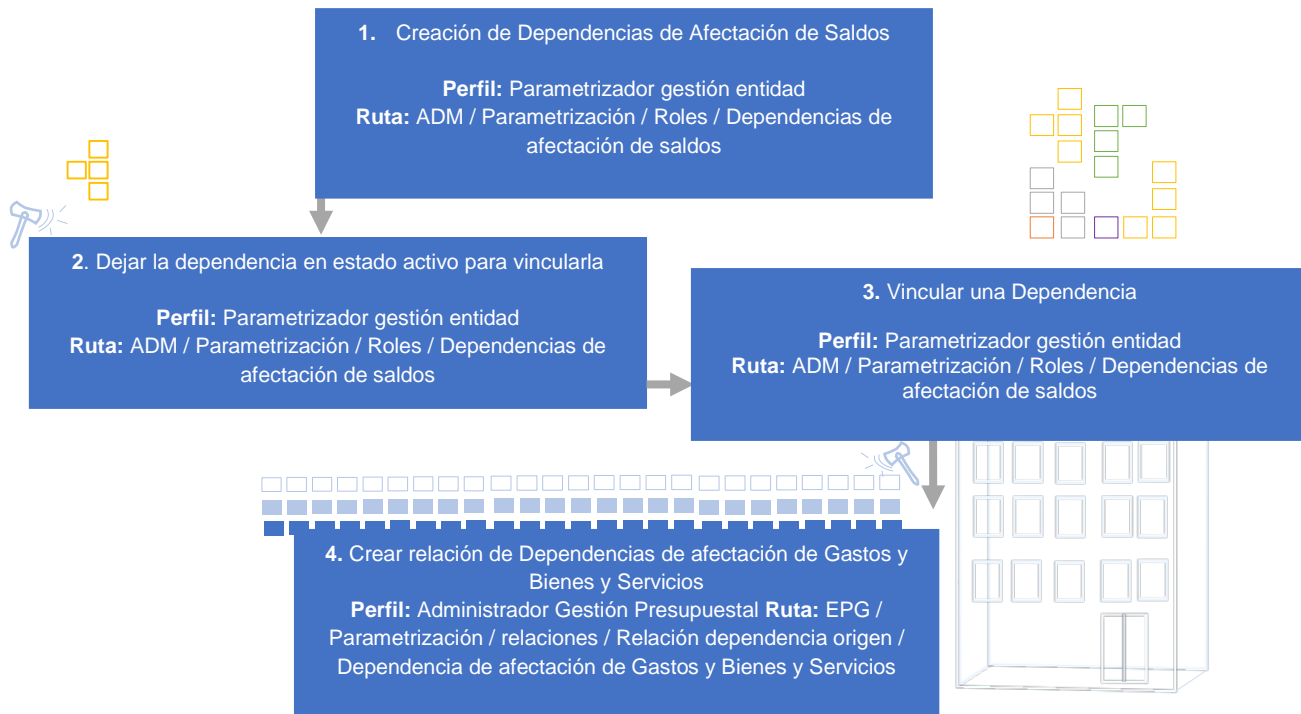 1. Creación de Dependencias de Afectación de Saldos
Perfil: Parametrizador gestión entidad
Ruta: ADM / Parametrización / Roles / Dependencias de
afectación de saldos
2. Dejar la dependencia en estado activo para vincularla
Perfil: Parametrizador gestión entidad
Ruta: ADM / Parametrización / Roles / Dependencias de
afectación de saldos
3. Vincular una Dependencia
Perfil: Parametrizador gestión entidad
Ruta: ADM / Parametrización / Roles / Dependencias de
afectación de saldos
4. Crear relación de Dependencias de afectación de Gastos y
Bienes y Servicios
Perfil: Administrador Gestión Presupuestal Ruta: EPG /
Parametrización / relaciones / Relación dependencia origen /
Dependencia de afectación de Gastos y Bienes y Servicios